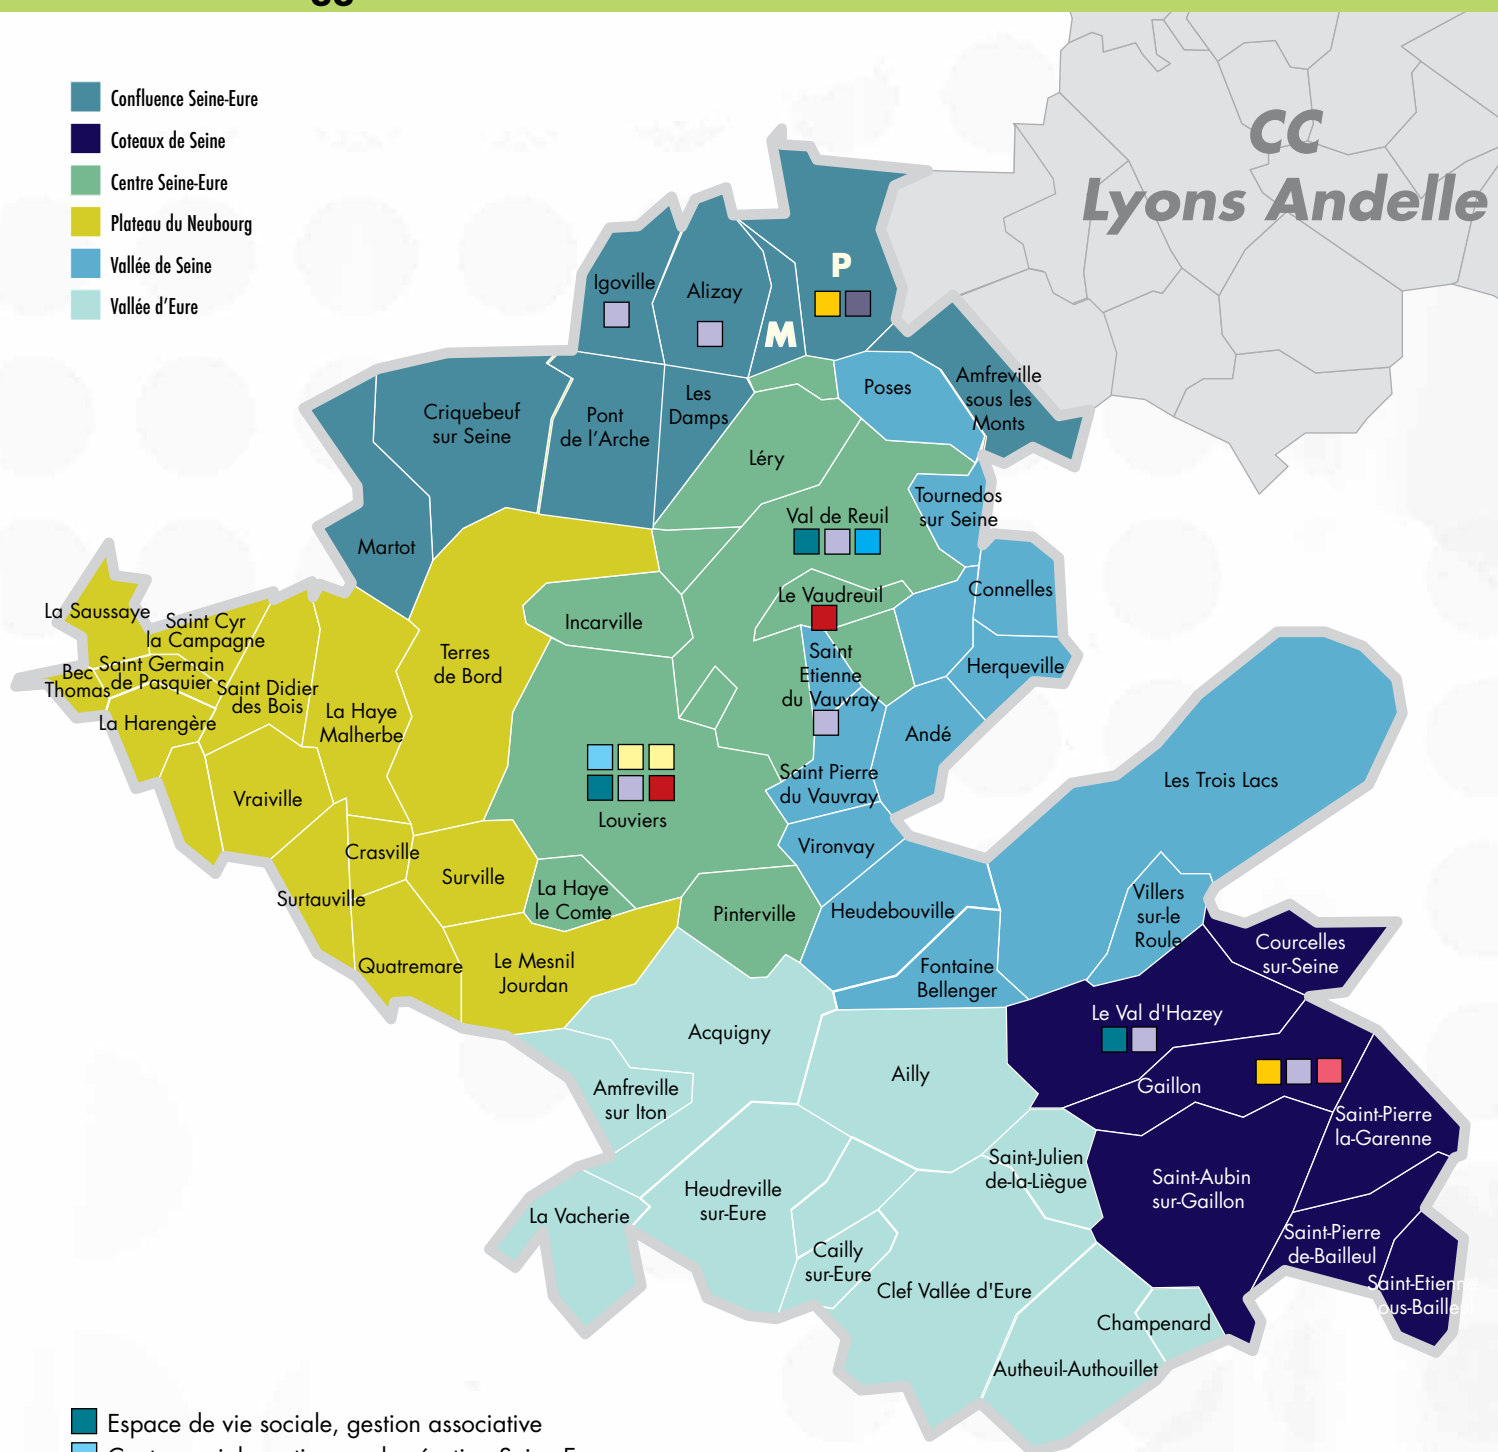 Confluence Seine-Eure
Coteaux de Seine
Centre Seine-Eure
Plateau du Neubourg
Vallée de Seine
Vallée d'Eure
CC
Lyons Andelle
P
Igoville
Alizay
M
Amfreville
sous les
Monts
Poses
Les
Damps
Criquebeuf
sur Seine
Pont
de l'Arche
Léry
Tournedos
sur Seine
Val de Reuil
Martot
Connelles
Le Vaudreuil
La Saussaye
Saint Cyr
la Campagne
Incarville
Saint
Etienne
du Vauvray
Herqueville
Terres
de Bord
Bec
Thomas
Saint Germain
de Pasquier
Saint Didier
des Bois
La Haye
Malherbe
La Harengère
Andé
Saint Pierre
du Vauvray
Les Trois Lacs
Vraiville
Louviers
Vironvay
Crasville
Surville
La Haye
le Comte
Surtauville
Pinterville
Heudebouville
Villers
sur-le
Roule
Courcelles
sur-Seine
Quatremare
Le Mesnil
Jourdan
Fontaine
Bellenger
Le Val d'Hazey
Acquigny
Ailly
Gaillon
Amfreville
sur Iton
Saint-Pierre
la-Garenne
Saint-Julien
de-la-Liègue
Saint-Aubin
sur-Gaillon
Heudreville
sur-Eure
La Vacherie
Cailly
sur-Eure
Saint-Pierre
de-Bailleul
Clef Vallée d'Eure
Champenard
Autheuil-Authouillet
Espace de vie sociale, gestion associative